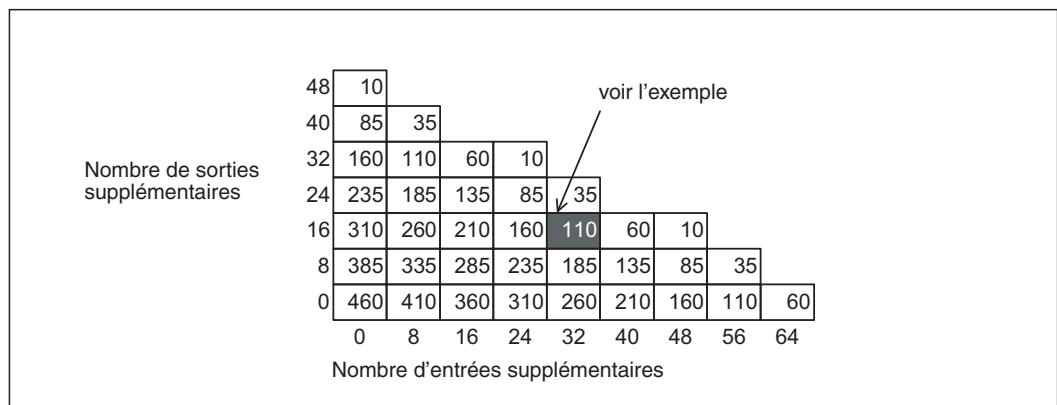 48 10
voir l'exemple
40 85 35
Nombre de sorties
supplémentaires
32 160 110 60 10
24 235 185 135 85 35
16 310 260 210 160 110 60 10
8 385 335 285 235 185 135 85 35
0 460 410 360 310 260 210 160 110 60
0 8 16 24 32 40 48 56 64
Nombre d'entrées supplémentaires